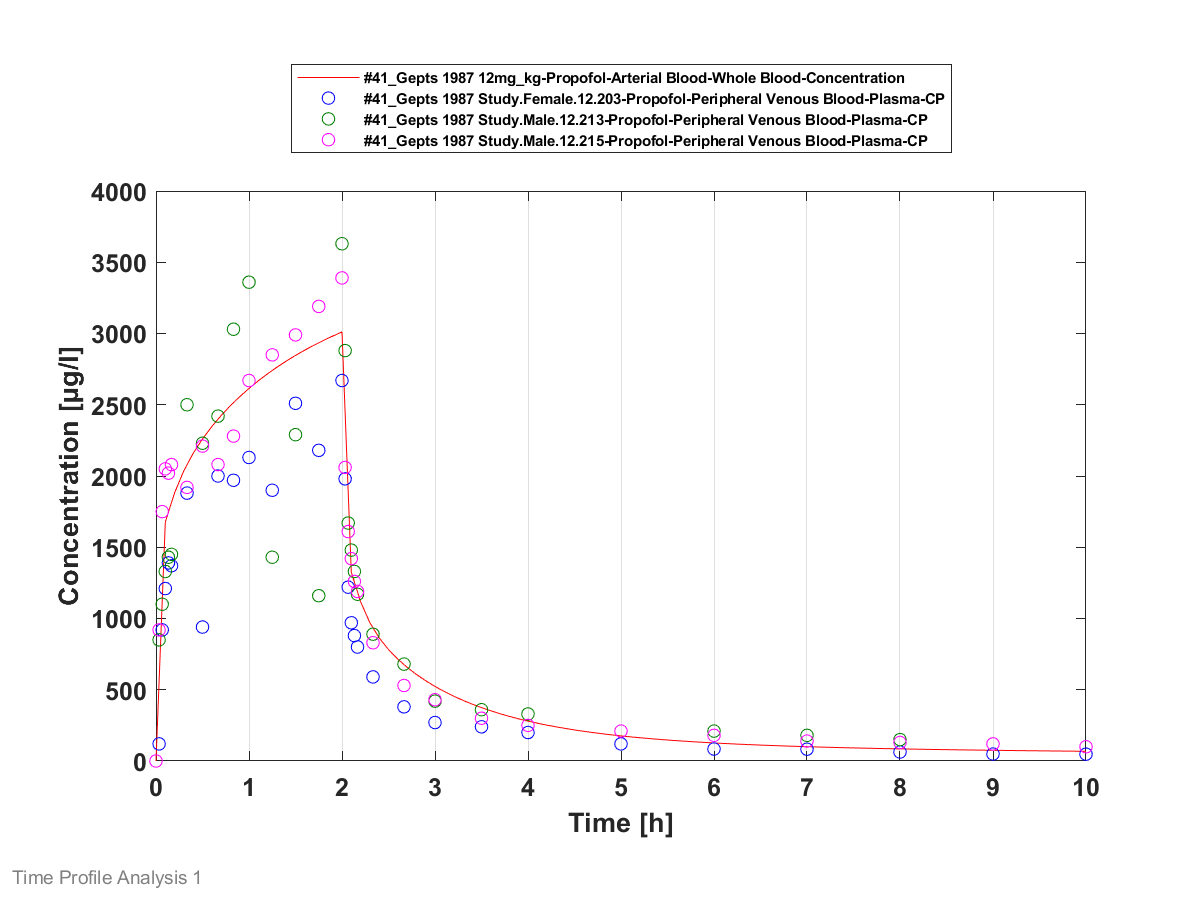 #41_Gepts 1987 12mg_kg-Propofol-Arterial Blood-Whole Blood-Concentration
#41_Gepts 1987 Study.Female.12.203-Propofol-Peripheral Venous Blood-Plasma-CP
#41_Gepts 1987 Study.Male.12.213-Propofol-Peripheral Venous Blood-Plasma-CP
#41_Gepts 1987 Study.Male.12.215-Propofol-Peripheral Venous Blood-Plasma-CP
4000
3500
3000
2500
2000
1500
1000
500
0
Concentration [µg/l]
0 1 2 3 4 5 6 7 8 9 10
Time [h]
Time Profile Analysis 1